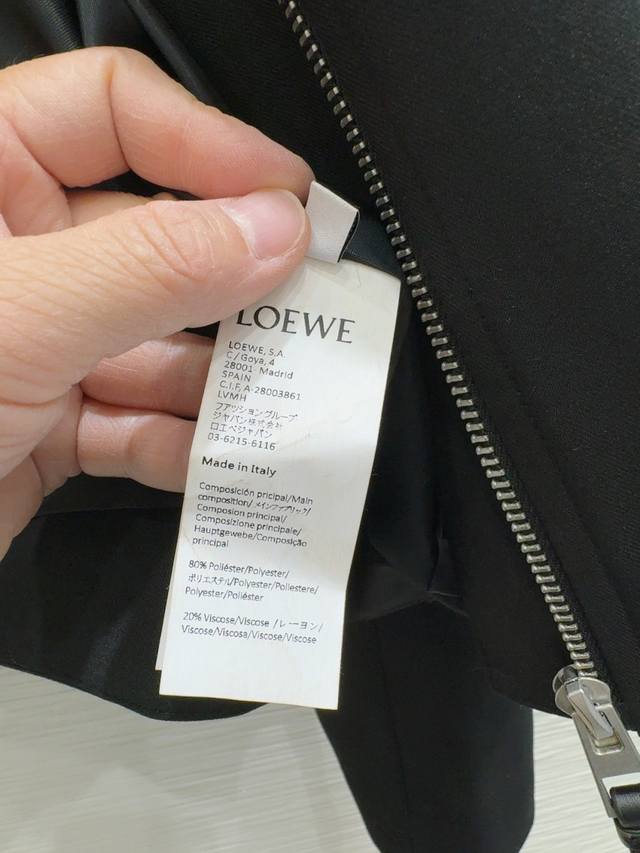 LOEWE
LOEWE, S.A.
C/Goya, 4
28001- Madrid
SPAIN
C.I.F, A-28003861
LVMH
ファッショングループ
ジャパン株式会社
ロエベジャパン
03-6215-6116
Made in Italy
Composición pricipal/Main
composition/メインファブリック/
Composion principal/
Composizione principale/
Hauptgewebe/Composição
principal
80% Poliéster/Polyester/
ポリエステル/Polyester/Poliestere/
Polyester/Poliéster
20% Viscose/Viscose /レーヨン/
Viscose/Viscosa/Viscose/Viscose